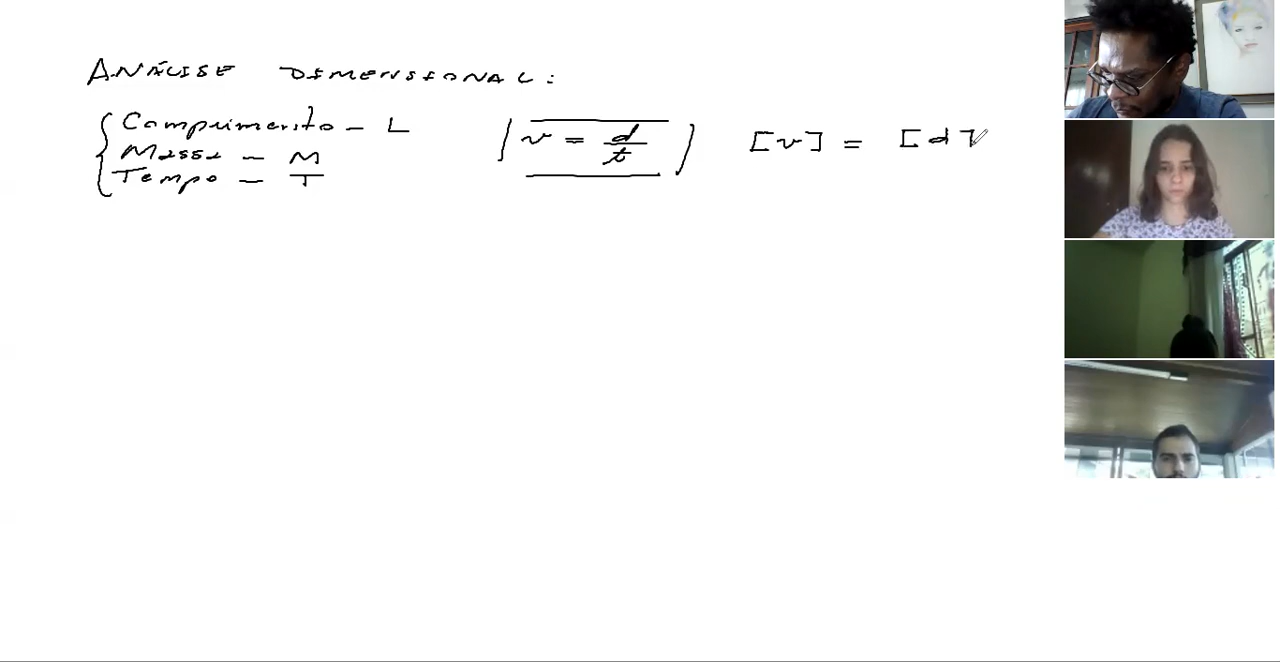 ANÁLISE DIMENSIONAL:
Comprimento - L
Massa - M
Tempo - T
v = d/t
[v] = [d]